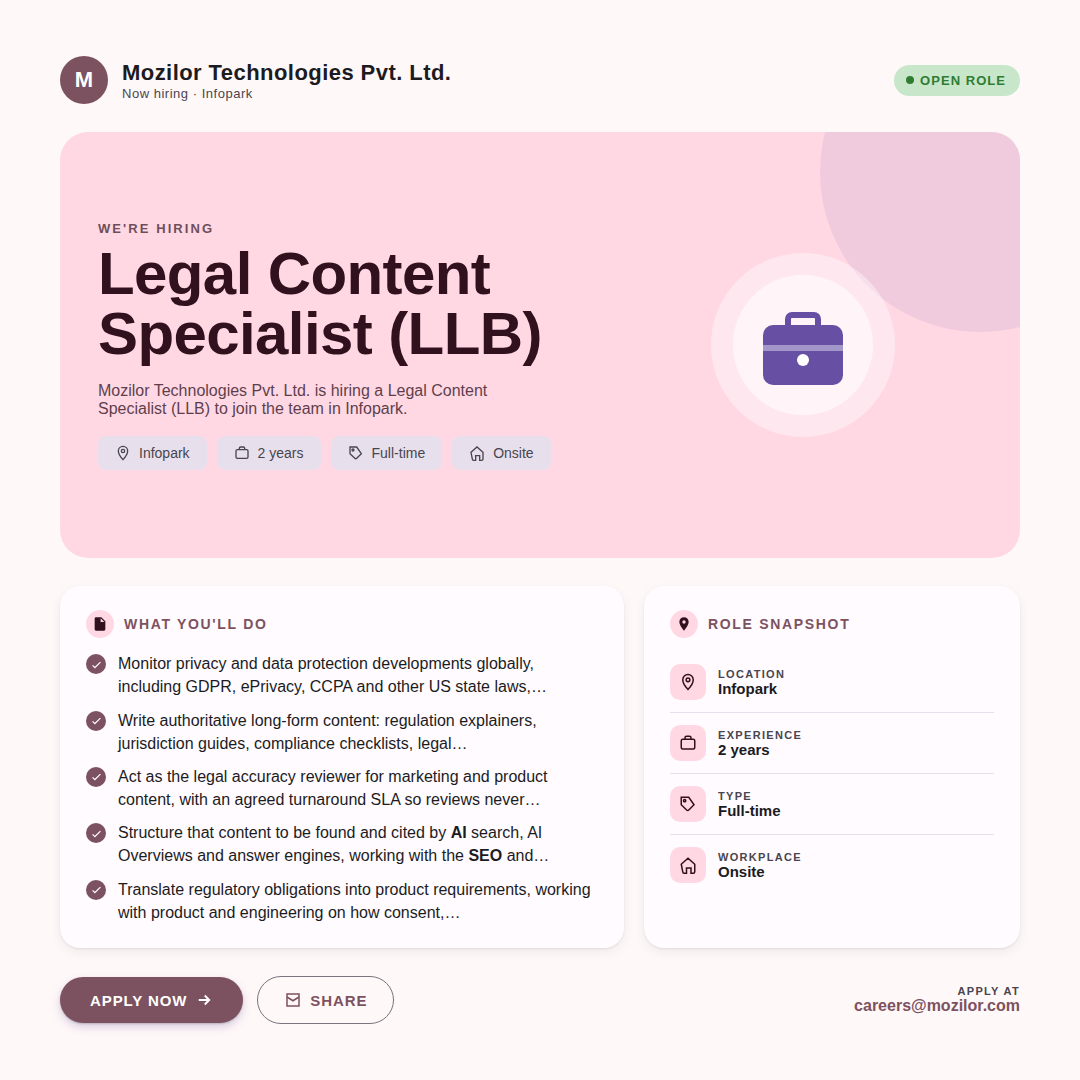 M
Mozilor Technologies Pvt. Ltd.
Now hiring · Infopark
OPEN ROLE
WE'RE HIRING
Legal Content
Specialist (LLB)
Mozilor Technologies Pvt. Ltd. is hiring a Legal Content
Specialist (LLB) to join the team in Infopark.
Infopark
2 years
Full-time
Onsite
WHAT YOU'LL DO
Monitor privacy and data protection developments globally,
including GDPR, ePrivacy, CCPA and other US state laws,…
Write authoritative long-form content: regulation explainers,
jurisdiction guides, compliance checklists, legal…
Act as the legal accuracy reviewer for marketing and product
content, with an agreed turnaround SLA so reviews never…
Structure that content to be found and cited by AI search, AI
Overviews and answer engines, working with the SEO and…
Translate regulatory obligations into product requirements, working
with product and engineering on how consent,…
ROLE SNAPSHOT
LOCATION
Infopark
EXPERIENCE
2 years
TYPE
Full-time
WORKPLACE
Onsite
APPLY NOW
SHARE
APPLY AT
careers@mozilor.com